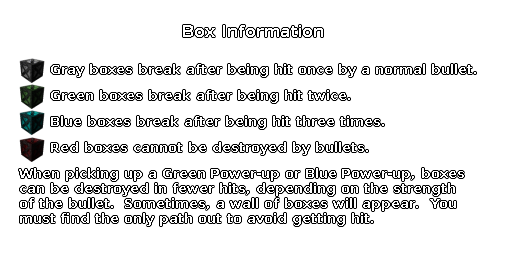 Box Information
Gray boxes break after being hit once by a normal bullet.
Green boxes break after being hit twice.
Blue boxes break after being hit three times.
Red boxes cannot be destroyed by bullets.
When picking up a Green Power-up or Blue Power-up, boxes
can be destroyed in fewer hits, depending on the strength
of the bullet.  Sometimes, a wall of boxes will appear.  You
must find the only path out to avoid getting hit.